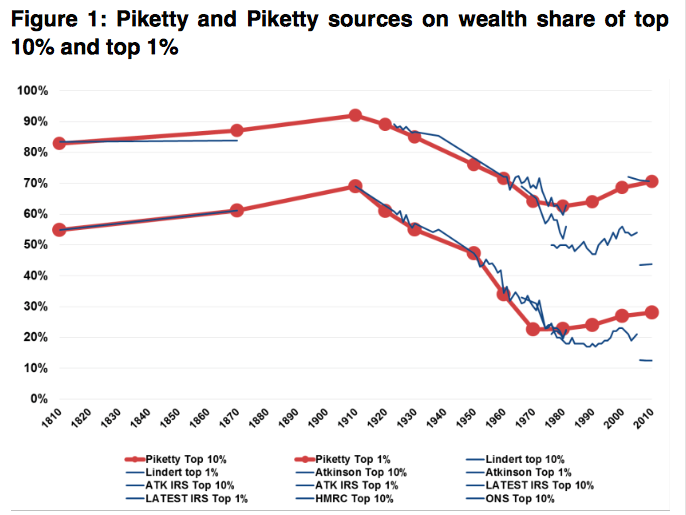 Figure 1: Piketty and Piketty sources on wealth share of top
10% and top 1%
100%
90%
80%
70%
60%
50%
40%
30%
20%
10%
0%
1810 1820 1830 1840 1850 1860 1870 1880 1890 1900 1910 1920 1930 1940 1950 1960 1970 1980 1990 2000 2010
Piketty Top 10% Piketty Top 1% Lindert top 10%
Lindert top 1% Atkinson Top 10% Atkinson Top 1%
ATK IRS Top 10% ATK IRS Top 1% LATEST IRS Top 10%
LATEST IRS Top 1% HMRC Top 10% ONS Top 10%